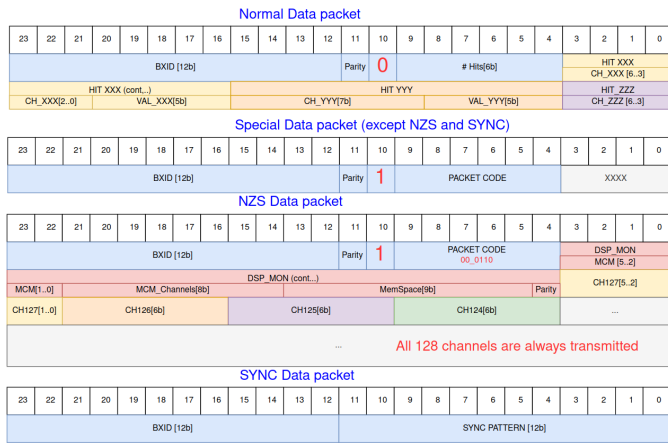 Normal Data packet
23 22 21 20 19 18 17 16 15 14 13 12 11 10 9 8 7 6 5 4 3 2 1 0
BXID [12b] Parity 0 # Hits[6b] HIT XXX
CH_XXX [6..3]
HIT XXX (cont,..) HIT YYY HIT_ZZZ
CH_XXX[2..0] VAL_XXX[5b] CH_YYY[7b] VAL_YYY[5b] CH_ZZZ [6..3]
Special Data packet (except NZS and SYNC)
23 22 21 20 19 18 17 16 15 14 13 12 11 10 9 8 7 6 5 4 3 2 1 0
BXID [12b] Parity 1 PACKET CODE XXXX
NZS Data packet
23 22 21 20 19 18 17 16 15 14 13 12 11 10 9 8 7 6 5 4 3 2 1 0
BXID [12b] Parity 1 PACKET CODE DSP_MON
00_0110 MCM [5..2]
DSP_MON (cont...) CH127[5..2]
MCM[1..0] MCM_Channels[8b] MemSpace[9b] Parity
CH127[1..0] CH126[6b] CH125[6b] CH124[6b] ...
... All 128 channels are always transmitted
SYNC Data packet
23 22 21 20 19 18 17 16 15 14 13 12 11 10 9 8 7 6 5 4 3 2 1 0
BXID [12b] SYNC PATTERN [12b]